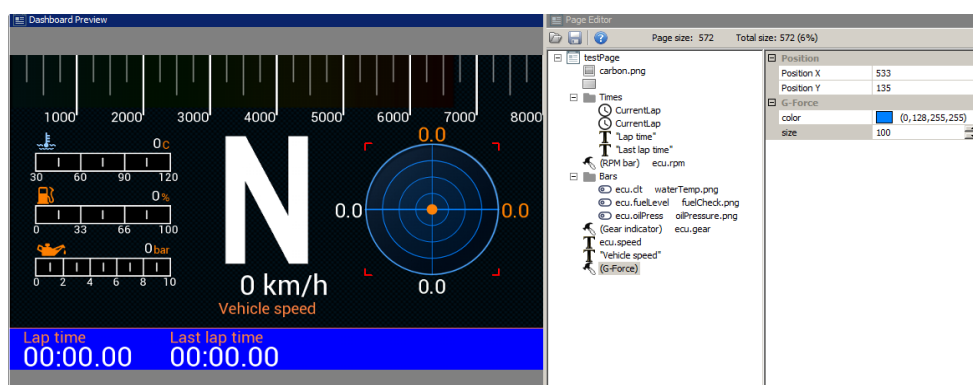 Dashboard Preview
1000 2000 3000 4000 5000 6000 7000 8000
0 C
30 60 90 120
0 %
0 33 66 100
0 bar
0 2 4 6 8 10
N
0 km/h
Vehicle speed
0.0
0.0 0.0
0.0
Lap time Last lap time
00:00.00 00:00.00
Page Editor
Page size: 572 Total size: 572 (6%)
testPage
carbon.png
Times
CurrentLap
CurrentLap
"Lap time"
"Last lap time"
(RPM bar) ecu.rpm
Bars
ecu.clt waterTemp.png
ecu.fuelLevel fuelCheck.png
ecu.oilPress oilPressure.png
(Gear indicator) ecu.gear
ecu.speed
"Vehicle speed"
(G-Force)
Position
Position X 533
Position Y 135
G-Force
color (0,128,255,255)
size 100